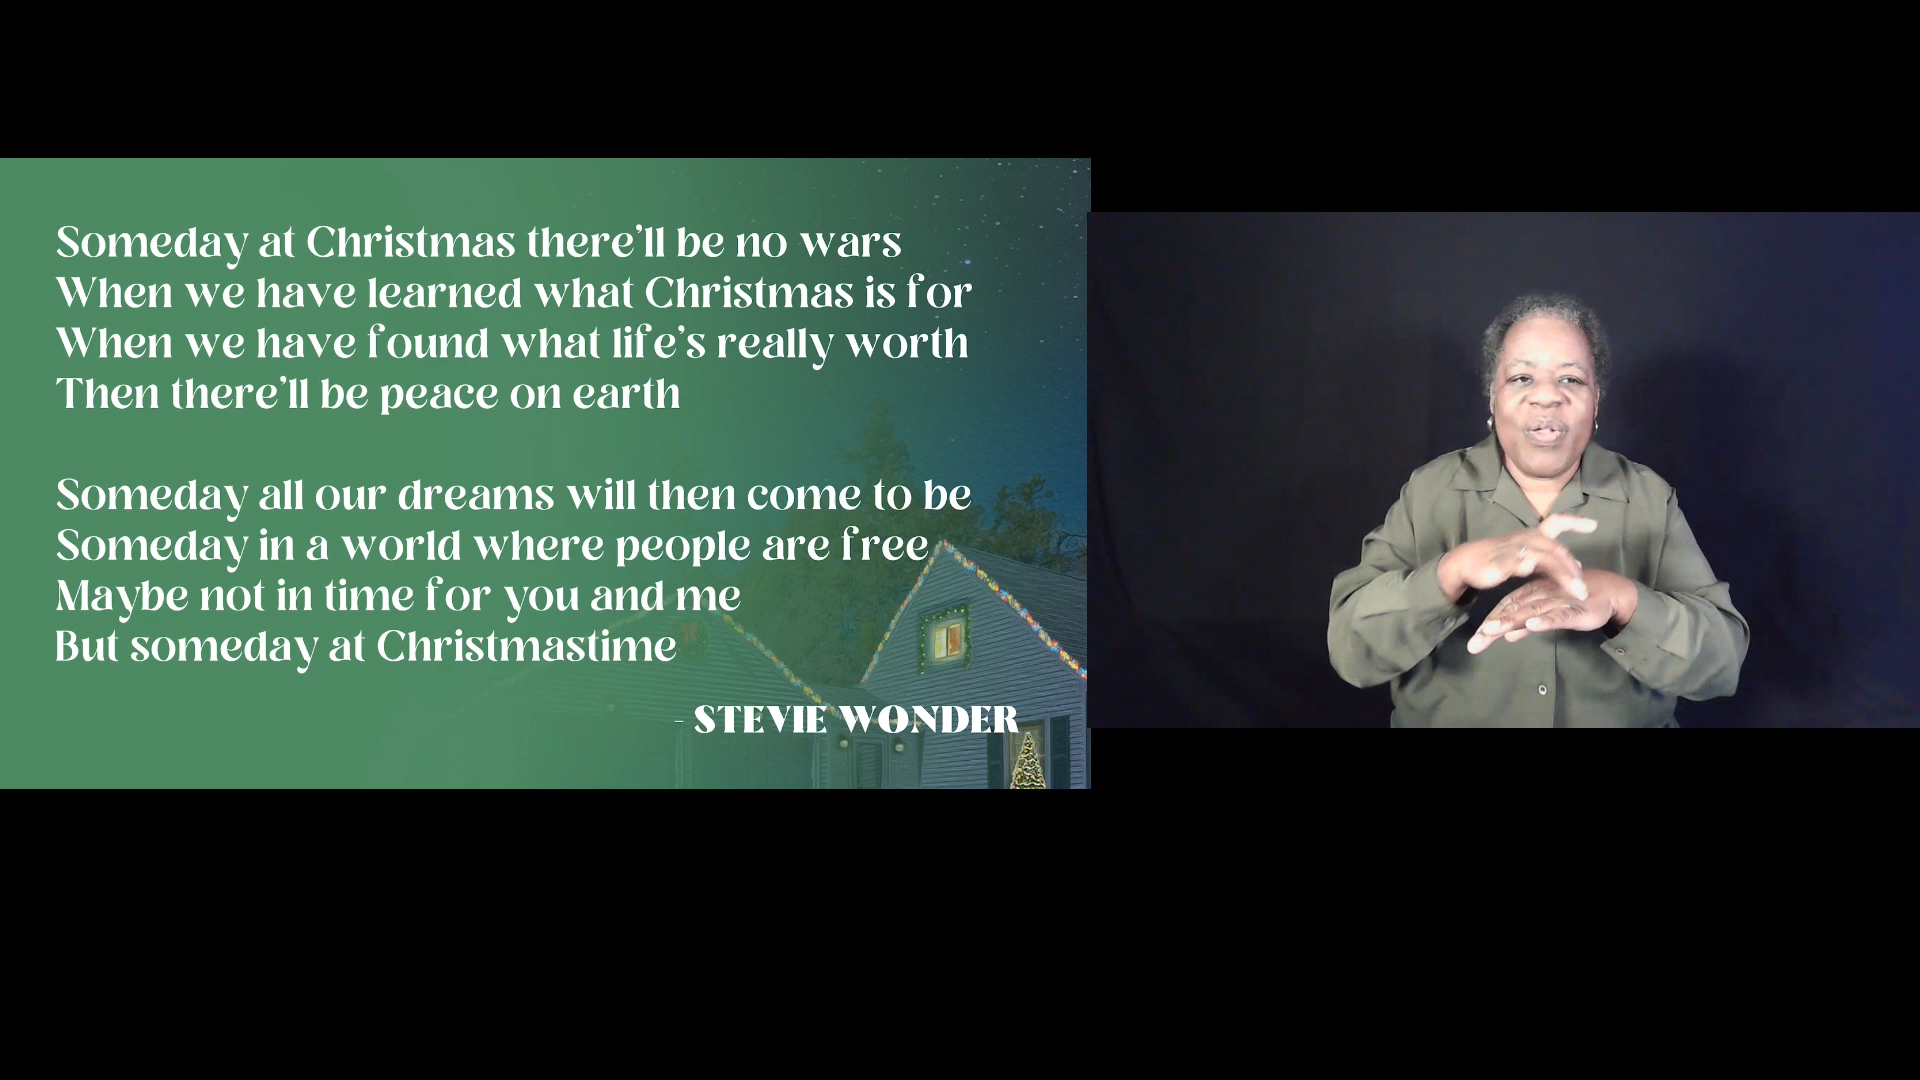 Someday at Christmas there’ll be no wars
When we have learned what Christmas is for
When we have found what life’s really worth
Then there’ll be peace on earth
Someday all our dreams will then come to be
Someday in a world where people are free
Maybe not in time for you and me
But someday at Christmastime
- STEVIE WONDER